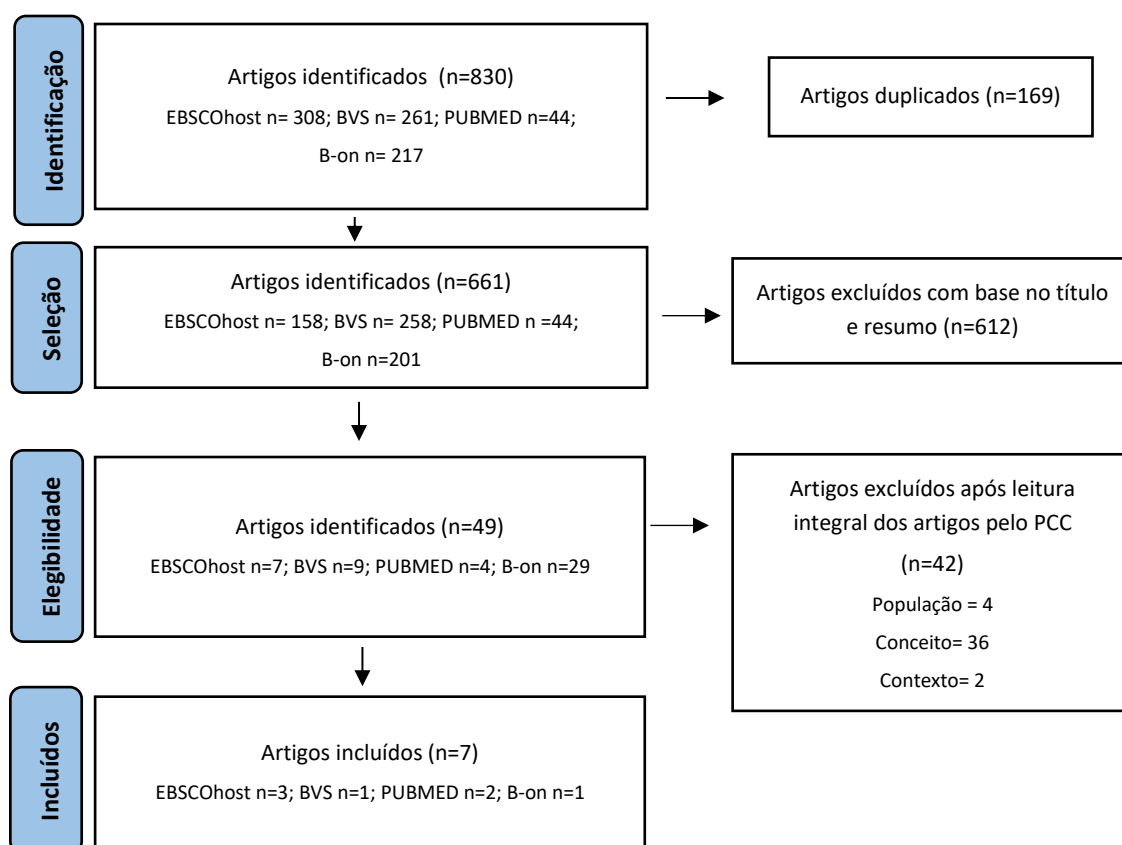 Identificação
Artigos identificados (n=830)
EBSCOhost n= 308; BVS n= 261; PUBMED n=44;
B-on n= 217
Artigos duplicados (n=169)
Seleção
Artigos identificados (n=661)
EBSCOhost n= 158; BVS n= 258; PUBMED n =44;
B-on n=201
Artigos excluídos com base no título
e resumo (n=612)
Elegibilidade
Artigos identificados (n=49)
EBSCOhost n=7; BVS n=9; PUBMED n=4; B-on n=29
Artigos excluídos após leitura
integral dos artigos pelo PCC
(n=42)
População = 4
Conceito= 36
Contexto= 2
Incluídos
Artigos incluídos (n=7)
EBSCOhost n=3; BVS n=1; PUBMED n=2; B-on n=1